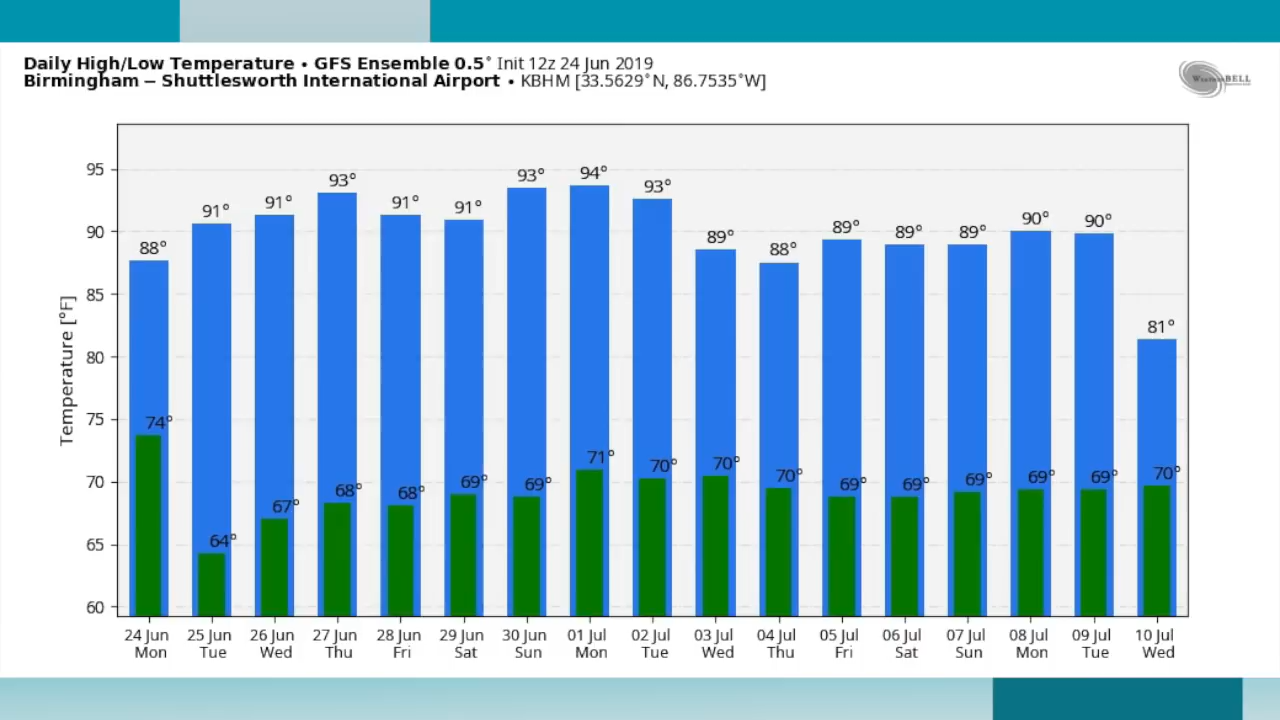 Daily High/Low Temperature • GFS Ensemble 0.5° Init 12z 24 Jun 2019
Birmingham – Shuttlesworth International Airport • KBHM [33.5629°N, 86.7535°W]
WeatherBELL
Temperature [°F]
95
90
85
80
75
70
65
60
88° 91° 91° 93° 91° 91° 93° 94° 93° 89° 88° 89° 89° 89° 90° 90° 81°
74° 64° 67° 68° 68° 69° 69° 71° 70° 70° 70° 69° 69° 69° 69° 69° 70°
24 Jun 25 Jun 26 Jun 27 Jun 28 Jun 29 Jun 30 Jun 01 Jul 02 Jul 03 Jul 04 Jul 05 Jul 06 Jul 07 Jul 08 Jul 09 Jul 10 Jul
Mon Tue Wed Thu Fri Sat Sun Mon Tue Wed Thu Fri Sat Sun Mon Tue Wed